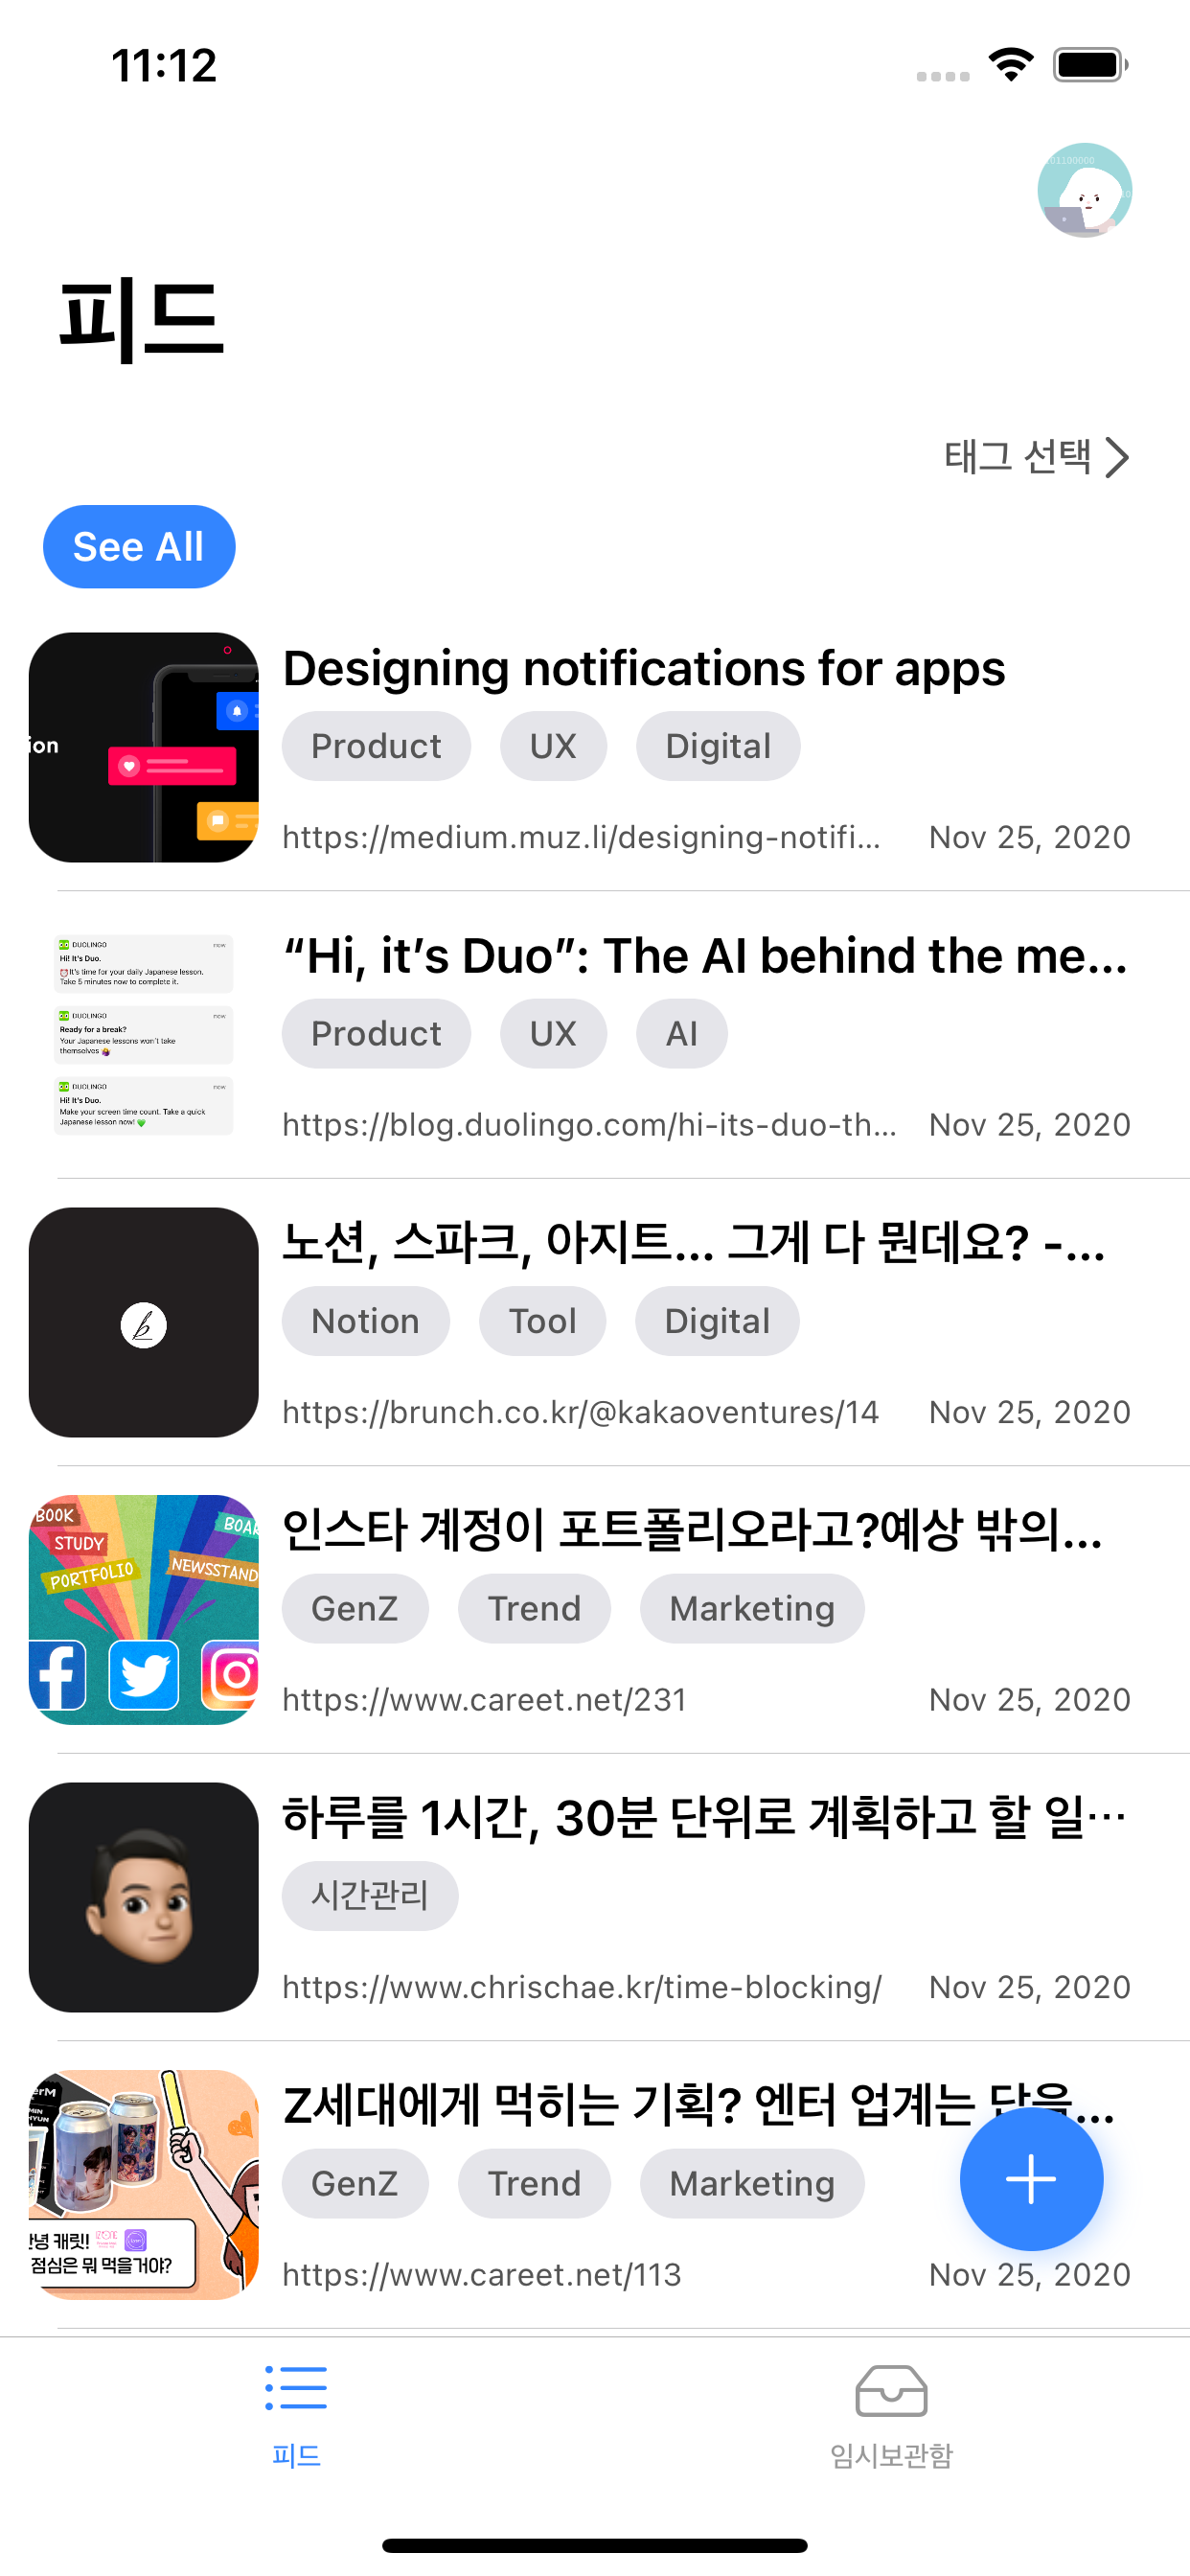 11:12
01100000
피드
태그 선택
See All
ion
Designing notifications for apps
Product UX Digital
https://medium.muz.li/designing-notifi... Nov 25, 2020
DUOLINGO now
Hi! It's Duo.
⏰It's time for your daily Japanese lesson.
Take 5 minutes now to complete it.
DUOLINGO now
Ready for a break?
Your Japanese lessons won't take
themselves
DUOLINGO now
Hi! It's Duo.
Make your screen time count. Take a quick
Japanese lesson now! 💚
“Hi, it’s Duo”: The AI behind the me...
Product UX AI
https://blog.duolingo.com/hi-its-duo-th... Nov 25, 2020
b
노션, 스파크, 아지트... 그게 다 뭔데요? -...
Notion Tool Digital
https://brunch.co.kr/@kakaoventures/14 Nov 25, 2020
BOOK
STUDY
PORTFOLIO
BOAR
NEWSSTAND
인스타 계정이 포트폴리오라고?예상 밖의...
GenZ Trend Marketing
https://www.careet.net/231 Nov 25, 2020
하루를 1시간, 30분 단위로 계획하고 할 일...
시간관리
https://www.chrischae.kr/time-blocking/ Nov 25, 2020
erM
MIN
HYUN
안녕 캐릿!
점심은 뭐 먹을거야?
Z세대에게 먹히는 기획? 엔터 업계는 답을...
GenZ Trend Marketing
https://www.careet.net/113 Nov 25, 2020
피드
임시보관함